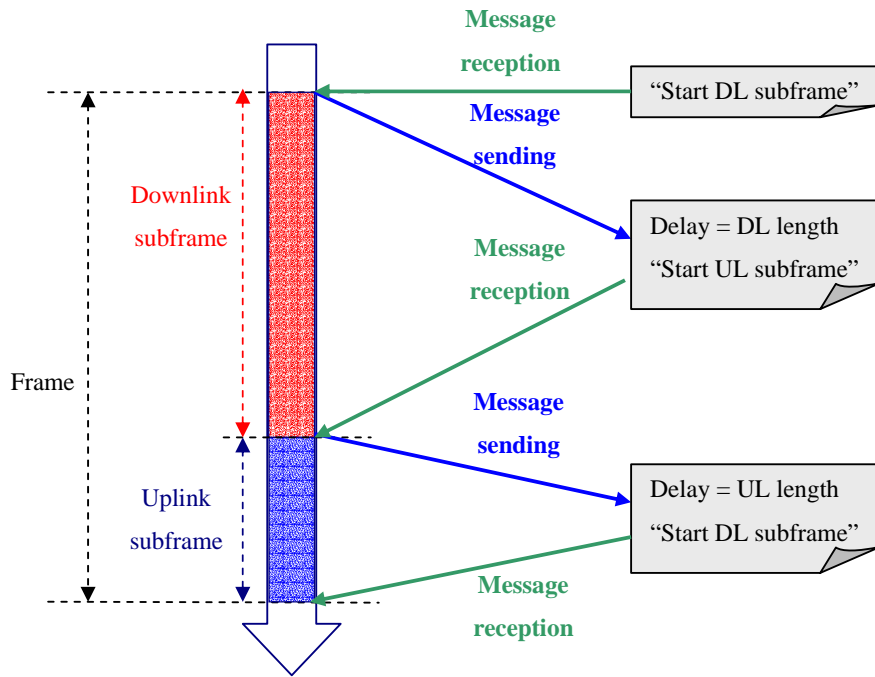 Message
reception
“Start DL subframe”
Message
sending
Downlink
subframe
Delay = DL length
“Start UL subframe”
Message
reception
Frame
Message
sending
Uplink
subframe
Delay = UL length
“Start DL subframe”
Message
reception